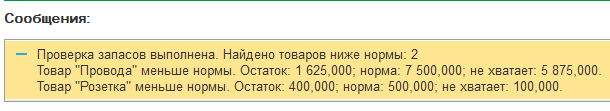 Сообщения:
Проверка запасов выполнена. Найдено товаров ниже нормы: 2
Товар "Провода" меньше нормы. Остаток: 1 625,000; норма: 7 500,000; не хватает: 5 875,000.
Товар "Розетка" меньше нормы. Остаток: 400,000; норма: 500,000; не хватает: 100,000.